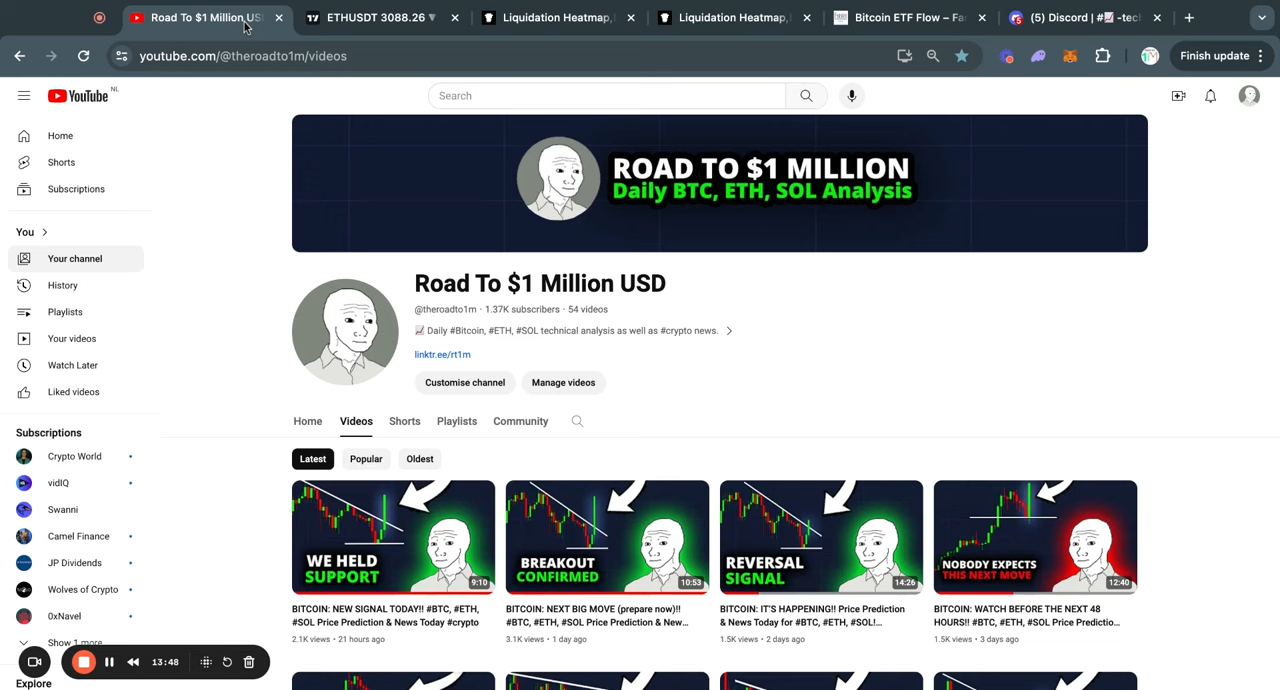 Road To $1 Million US
ETHUSDT 3088.26
Liquidation Heatmap,
Liquidation Heatmap,
Bitcoin ETF Flow – Fa
(5) Discord | #📈 -tec
youtube.com/@theroadto1m/videos
Finish update
YouTube NL
Search
Home
Shorts
Subscriptions
You
Your channel
History
Playlists
Your videos
Watch Later
Liked videos
Subscriptions
Crypto World
vidIQ
Swanni
Camel Finance
JP Dividends
Wolves of Crypto
0xNavel
Show 1 more
Explore
13:48
ROAD TO $1 MILLION
Daily BTC, ETH, SOL Analysis
Road To $1 Million USD
@theroadto1m · 1.37K subscribers · 54 videos
📈 Daily #Bitcoin, #ETH, #SOL technical analysis as well as #crypto news.
linktr.ee/rt1m
Customise channel
Manage videos
Home
Videos
Shorts
Playlists
Community
Latest
Popular
Oldest
WE HELD
SUPPORT
9:10
BITCOIN: NEW SIGNAL TODAY!! #BTC, #ETH,
#SOL Price Prediction & News Today #crypto
2.1K views · 21 hours ago
BREAKOUT
CONFIRMED
10:53
BITCOIN: NEXT BIG MOVE (prepare now)!!
#BTC, #ETH, #SOL Price Prediction & New...
3.1K views · 1 day ago
REVERSAL
SIGNAL
14:26
BITCOIN: IT'S HAPPENING!! Price Prediction
& News Today for #BTC, #ETH, #SOL!...
1.5K views · 2 days ago
NOBODY EXPECTS
THIS NEXT MOVE
12:40
BITCOIN: WATCH BEFORE THE NEXT 48
HOURS!! #BTC, #ETH, #SOL Price Predictio...
1.5K views · 3 days ago